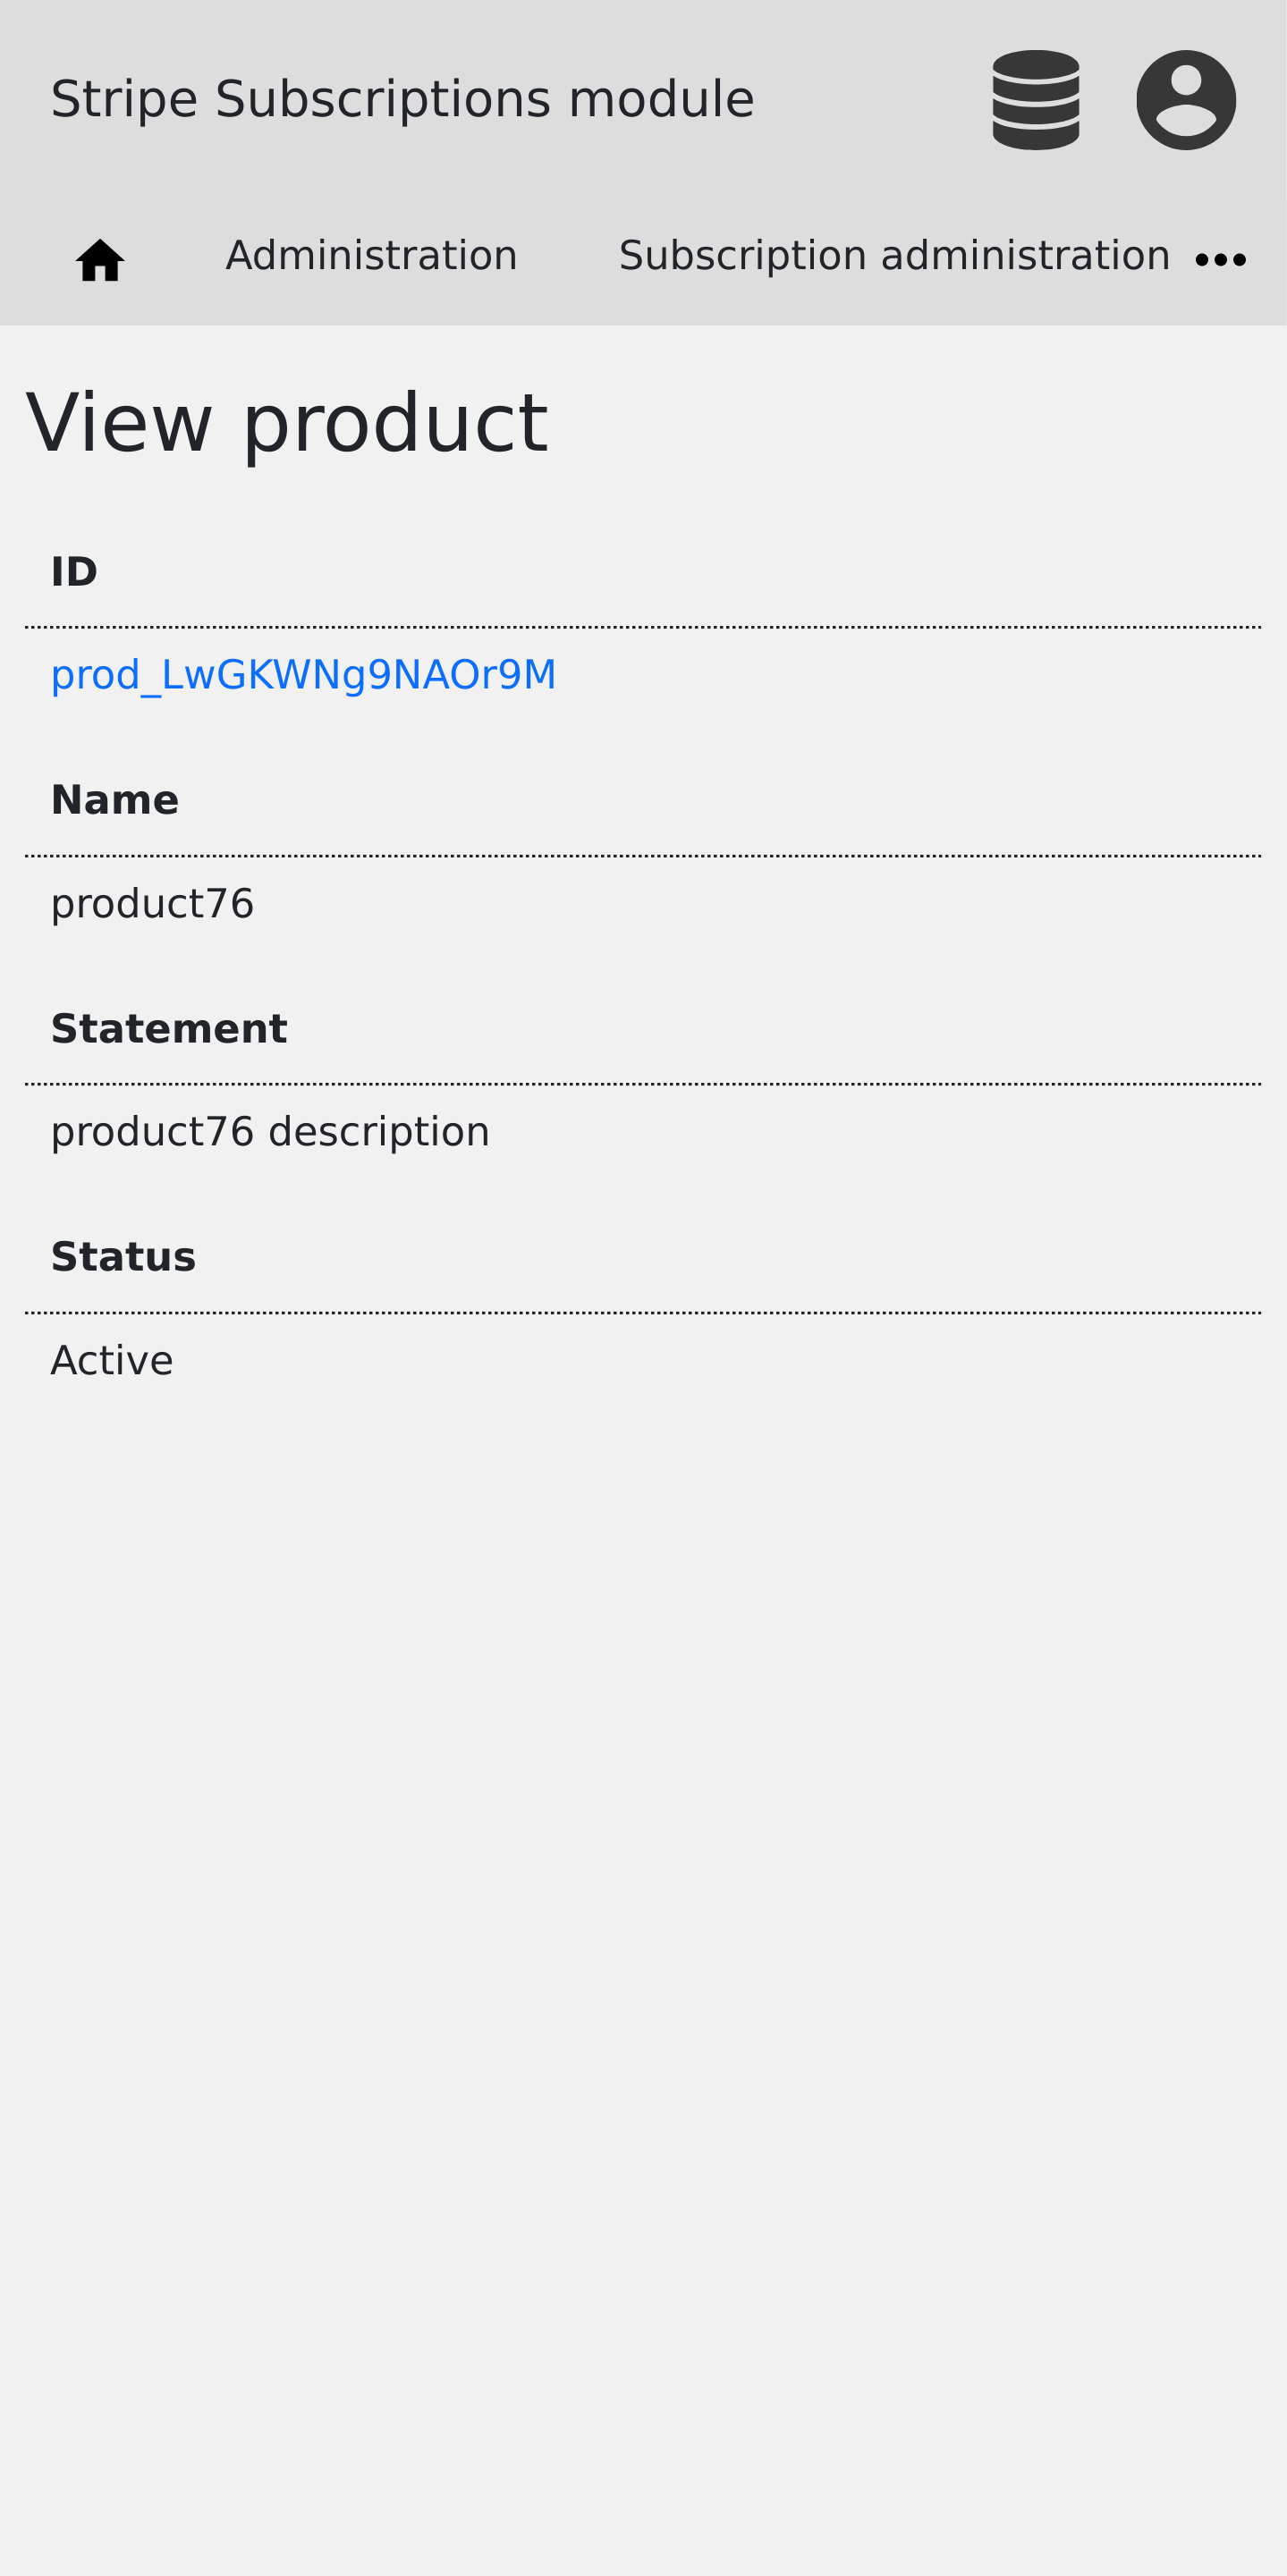 Stripe Subscriptions module
Administration Subscription administration
View product
ID
prod_LwGKWNg9NAOr9M
Name
product76
Statement
product76 description
Status
Active